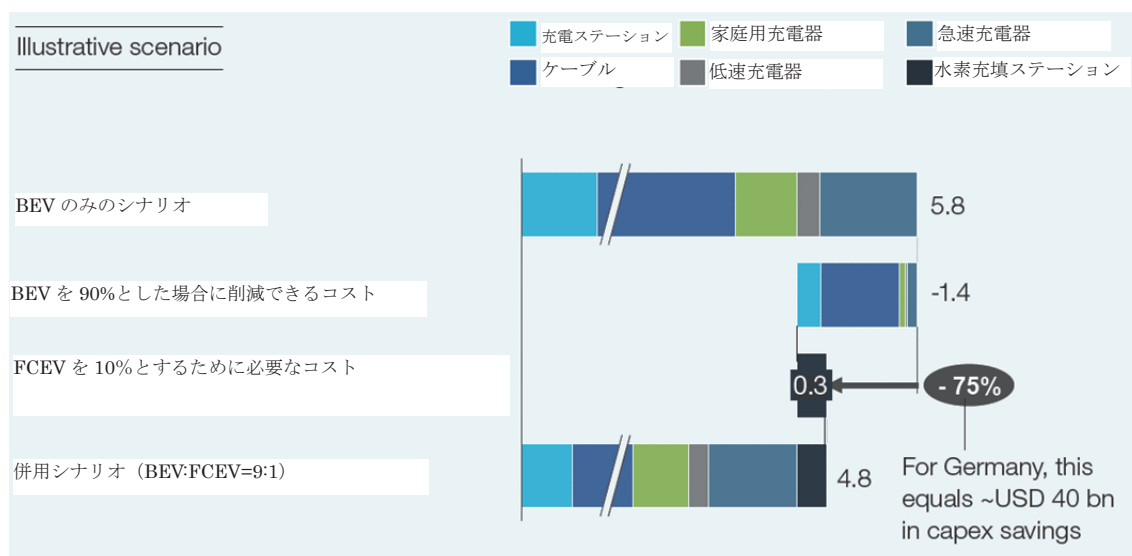 Illustrative scenario
充電ステーション
家庭用充電器
急速充電器
ケーブル
低速充電器
水素充填ステーション
BEV のみのシナリオ
5.8
BEV を 90%とした場合に削減できるコスト
-1.4
FCEV を 10%とするために必要なコスト
0.3
- 75%
併用シナリオ（BEV:FCEV=9:1）
4.8
For Germany, this
equals ~USD 40 bn
in capex savings